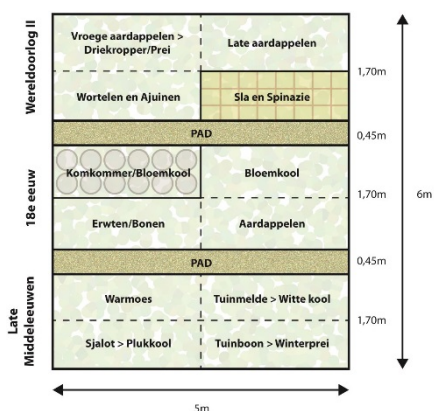 Wereldoorlog II
Vroege aardappelen >
Driekropper/Prei
Late aardappelen
Wortelen en Ajuinen
Sla en Spinazie
1,70m
PAD
0,45m
18e eeuw
Komkommer/Bloemkool
Bloemkool
1,70m
6m
Erwten/Bonen
Aardappelen
PAD
0,45m
Late
Middeleeuwen
Warmoes
Tuinmelde > Witte kool
1,70m
Sjalot > Plukkool
Tuinboon > Winterprei
5m